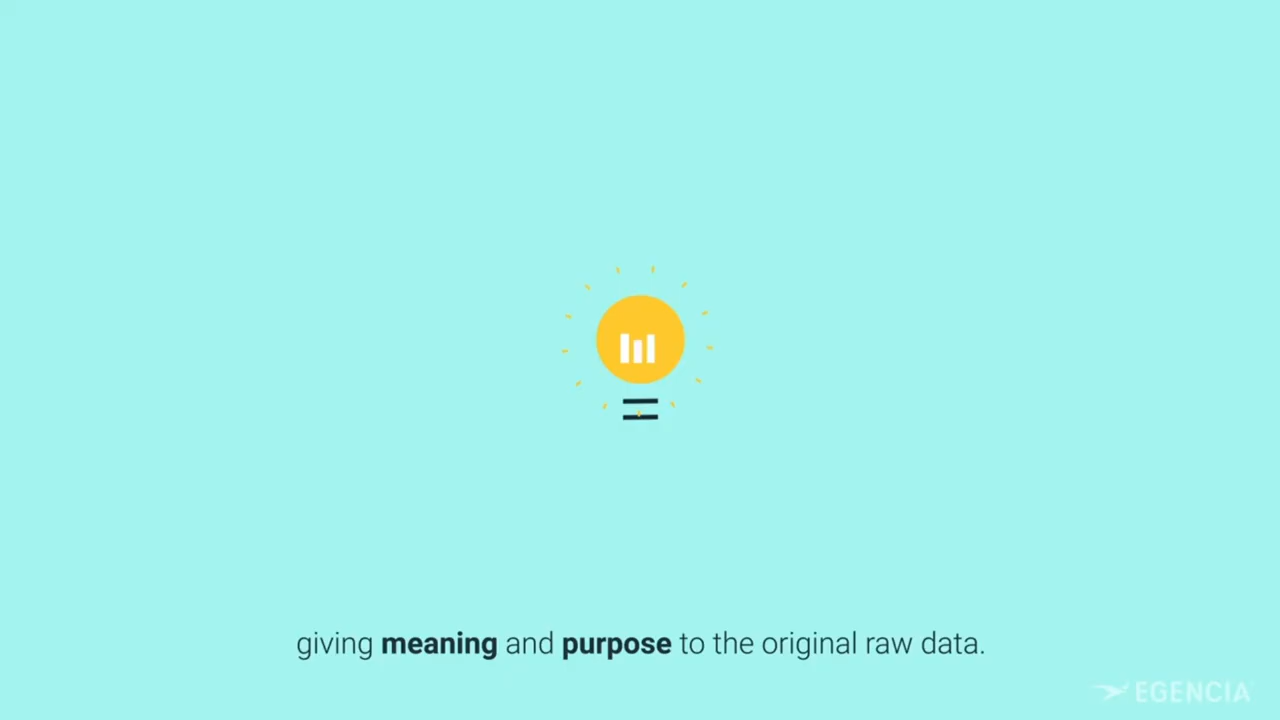 giving meaning and purpose to the original raw data.
EGENCIA